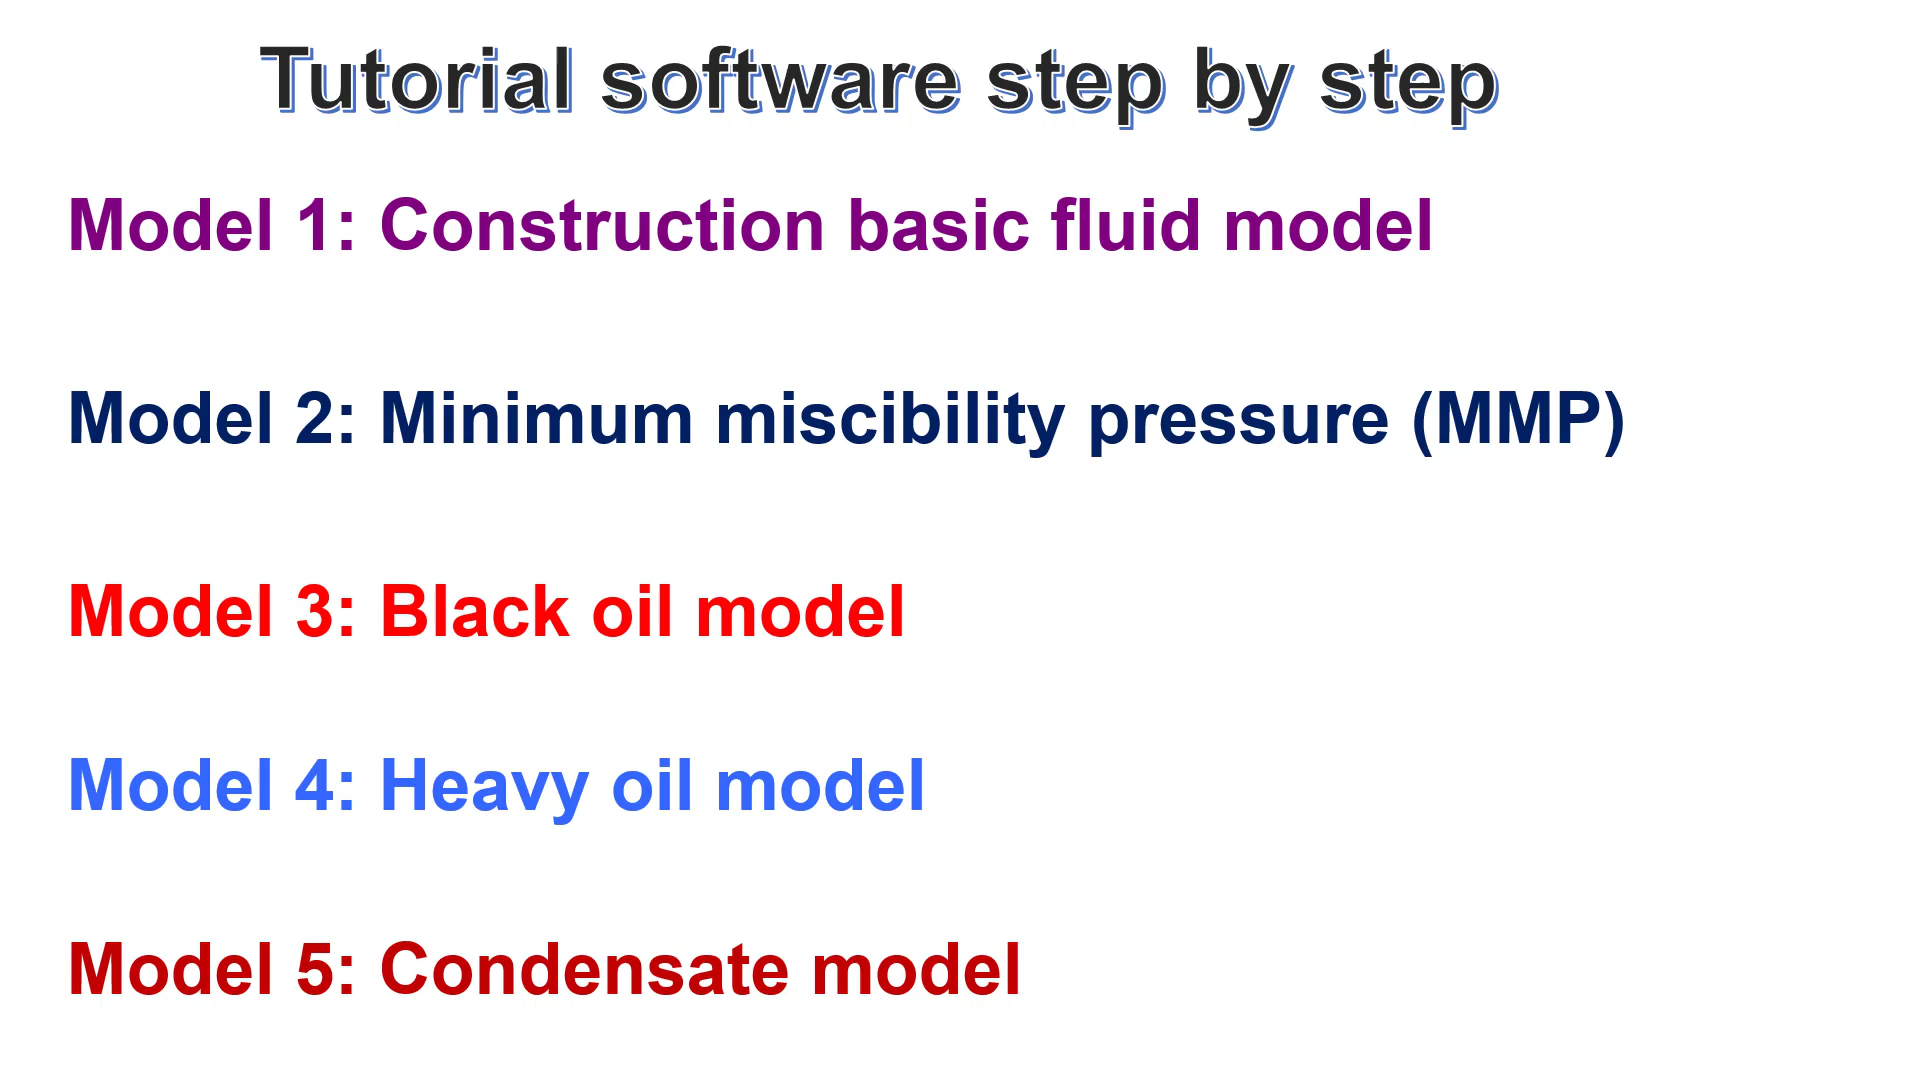 Tutorial software step by step
Model 1: Construction basic fluid model
Model 2: Minimum miscibility pressure (MMP)
Model 3: Black oil model
Model 4: Heavy oil model
Model 5: Condensate model